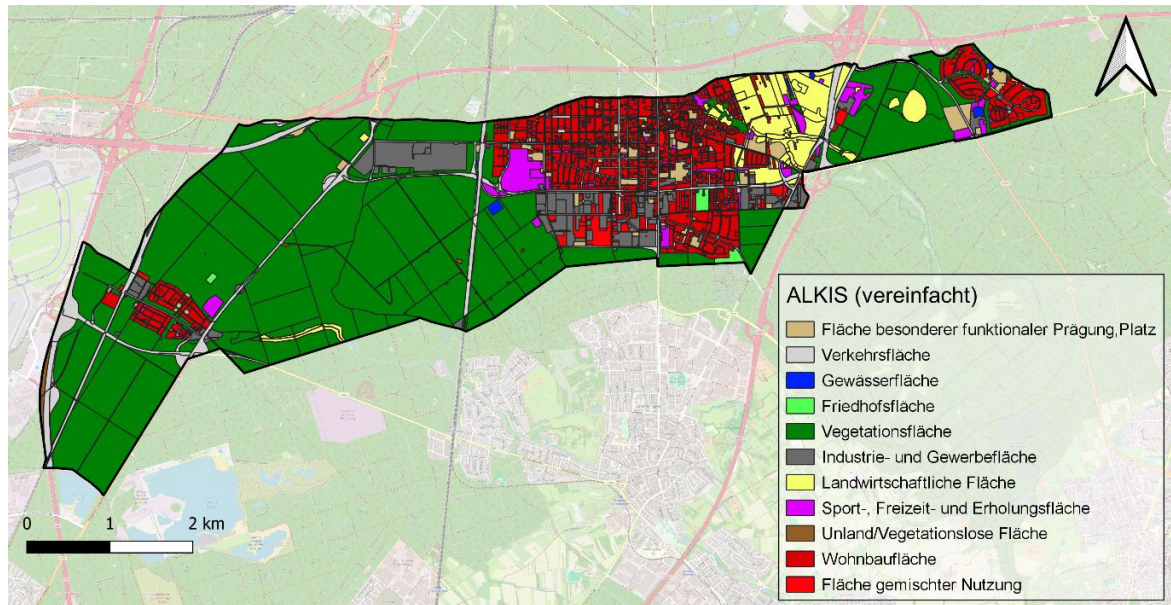 ALKIS (vereinfacht)
Fläche besonderer funktionaler Prägung,Platz
Verkehrsfläche
Gewässerfläche
Friedhofsfläche
Vegetationsfläche
Industrie- und Gewerbefläche
Landwirtschaftliche Fläche
Sport-, Freizeit- und Erholungsfläche
Unland/Vegetationslose Fläche
Wohnbaufläche
Fläche gemischter Nutzung
0 1 2 km